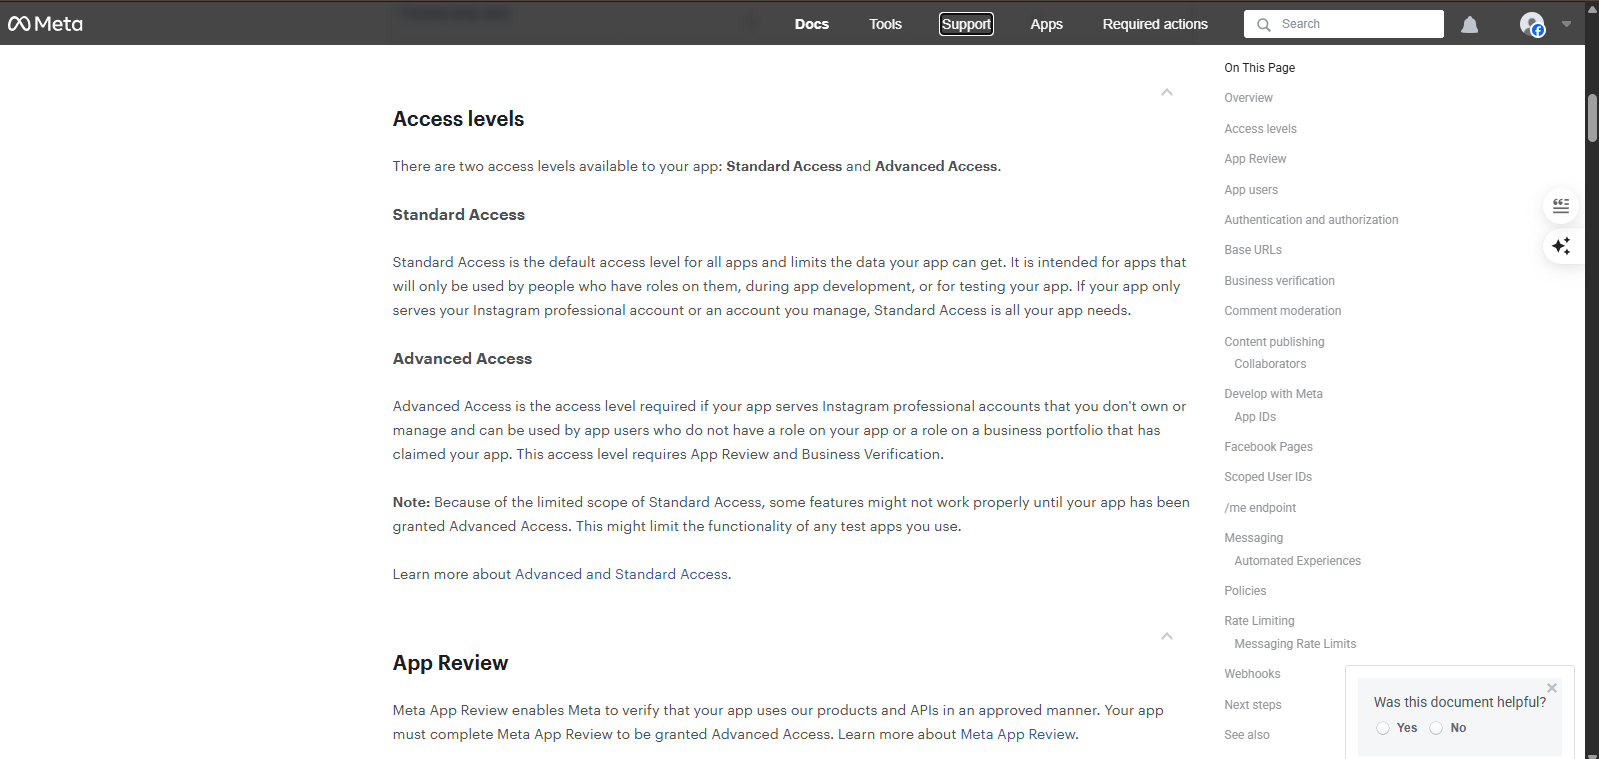 Meta
Docs
Tools
Support
Apps
Required actions
Search
Access levels
There are two access levels available to your app: Standard Access and Advanced Access.
Standard Access
Standard Access is the default access level for all apps and limits the data your app can get. It is intended for apps that
will only be used by people who have roles on them, during app development, or for testing your app. If your app only
serves your Instagram professional account or an account you manage, Standard Access is all your app needs.
Advanced Access
Advanced Access is the access level required if your app serves Instagram professional accounts that you don't own or
manage and can be used by app users who do not have a role on your app or a role on a business portfolio that has
claimed your app. This access level requires App Review and Business Verification.
Note: Because of the limited scope of Standard Access, some features might not work properly until your app has been
granted Advanced Access. This might limit the functionality of any test apps you use.
Learn more about Advanced and Standard Access.
App Review
Meta App Review enables Meta to verify that your app uses our products and APIs in an approved manner. Your app
must complete Meta App Review to be granted Advanced Access. Learn more about Meta App Review.
On This Page
Overview
Access levels
App Review
App users
Authentication and authorization
Base URLs
Business verification
Comment moderation
Content publishing
Collaborators
Develop with Meta
App IDs
Facebook Pages
Scoped User IDs
/me endpoint
Messaging
Automated Experiences
Policies
Rate Limiting
Messaging Rate Limits
Webhooks
Next steps
See also
Was this document helpful?
Yes
No